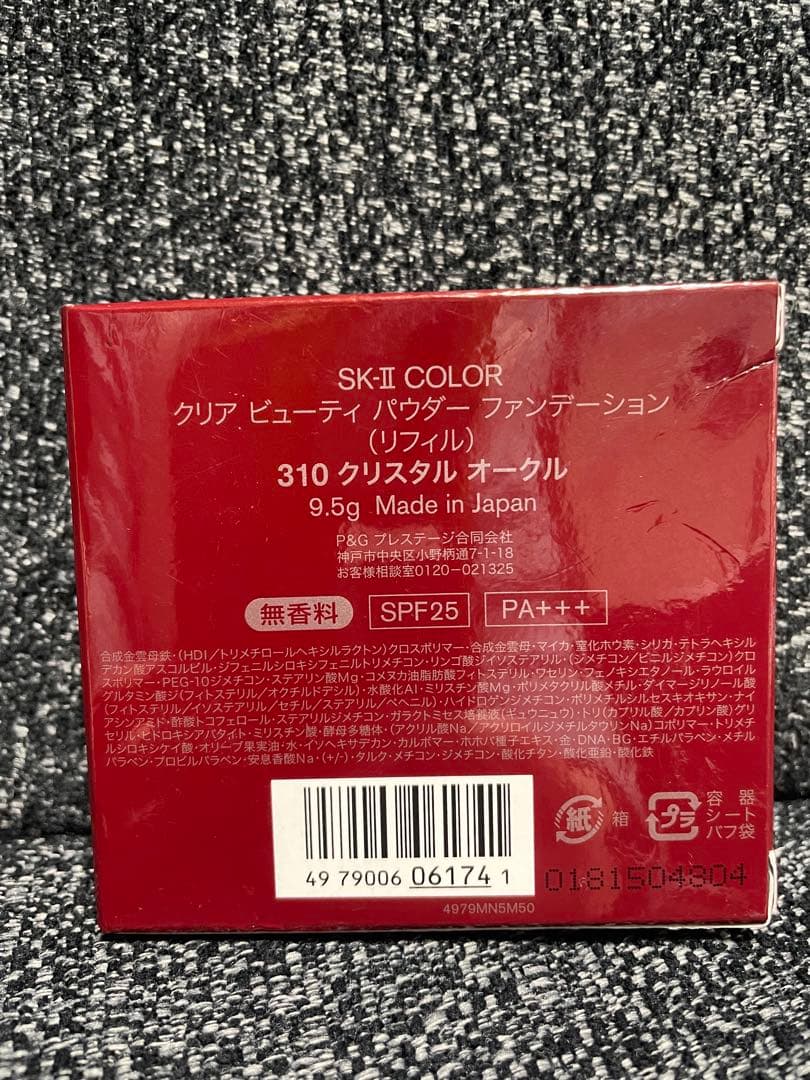 SK-II COLOR
クリア ビューティ パウダー ファンデーション
(リフィル)
310 クリスタル オークル
9.5g Made in Japan
P&G プレステージ合同会社
神戸市中央区小野柄通7-1-18
お客様相談室0120-021325
無香料 SPF25 PA+++
合成金雲母鉄・(HDI/トリメチロールヘキシルラクトン)クロスポリマー・合成金雲母・マイカ・窒化ホウ素・シリカ・テトラヘキシル
デカン酸アスコルビル・ジフェニルシロキシフェニルトリメチコン・リンゴ酸ジイソステアリル・(ジメチコン/ビニルジメチコン)クロ
スポリマー・PEG-10ジメチコン・ステアリン酸Mg・コメヌカ油脂肪酸フィトステリル・ワセリン・フェノキシエタノール・ラウロイル
グルタミン酸ジ(フィトステリル/オクチルドデシル)・水酸化Al・ミリスチン酸Mg・ポリメタクリル酸メチル・ダイマージリノール酸
(フィトステリル/イソステアリル/セチル/ステアリル/ベヘニル)・ハイドロゲンジメチコン・ポリメチルシルセスキオキサン・ナイ
アシンアミド・酢酸トコフェロール・ステアリルジメチコン・ガラクトミセス培養液(ギュウニュウ)・トリ(カプリル酸/カプリン酸)グリ
セリル・ヒドロキシアパタイト・ミリスチン酸・酵母多糖体・(アクリル酸Na/アクリロイルジメチルタウリンNa)コポリマー・トリメチ
ルシロキシケイ酸・オリーブ果実油・水・イソヘキサデカン・カルボマー・ホホバ種子エキス・金・DNA・BG・エチルパラベン・メチル
パラベン・プロピルパラベン・安息香酸Na・(+/-)・タルク・メチコン・ジメチコン・酸化チタン・酸化亜鉛・酸化鉄
紙 箱
プラ 容器
シート
パフ袋
49 79006 06174 1
0181504804
4979MN5M50